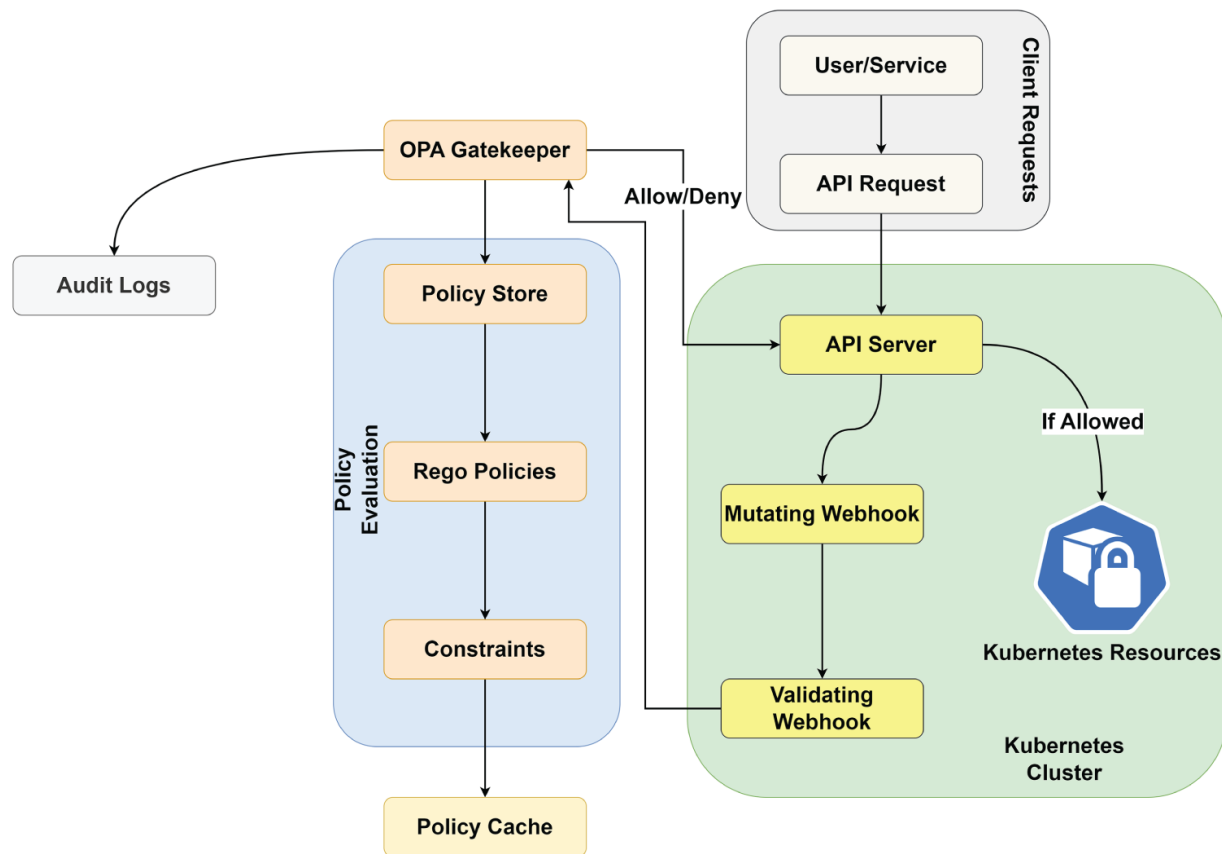 User/Service
Client Requests
API Request
OPA Gatekeeper
Allow/Deny
Audit Logs
Policy Store
API Server
If Allowed
Policy
Evaluation
Rego Policies
Mutating Webhook
Constraints
Kubernetes Resources
Validating
Webhook
Kubernetes
Cluster
Policy Cache